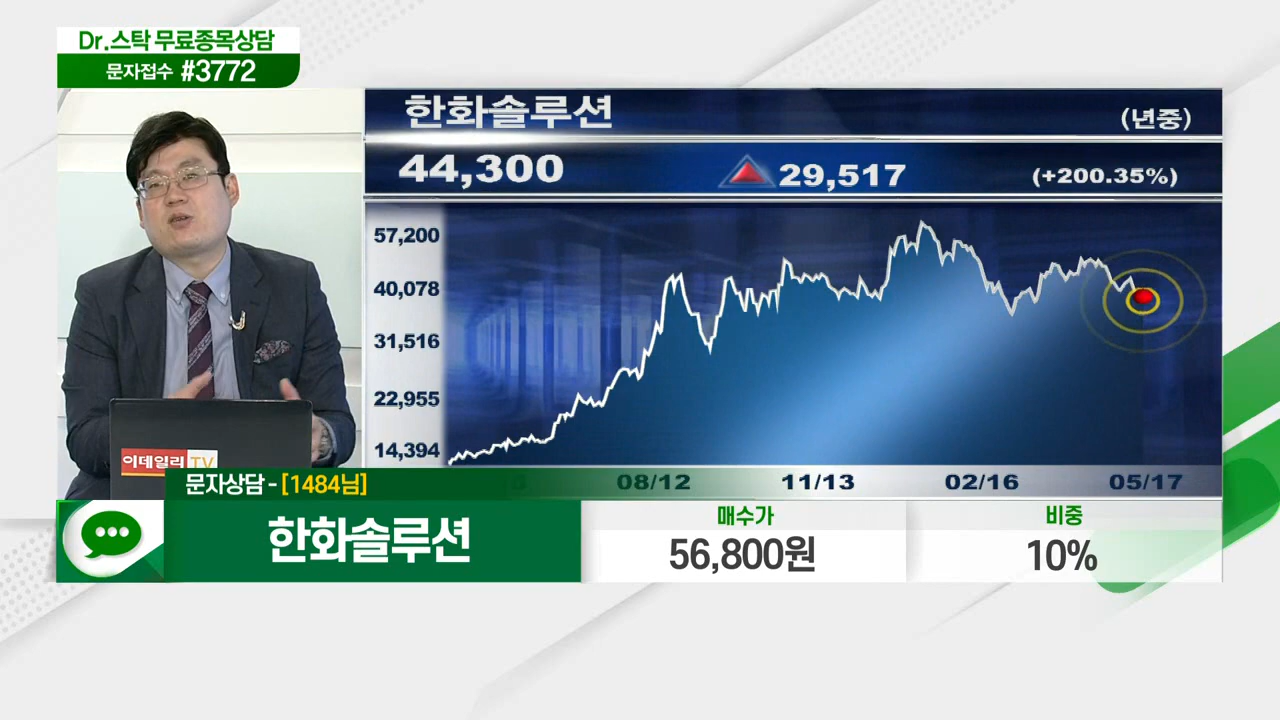 Dr.스탁 무료종목상담
문자접수 #3772
한화솔루션
(년중)
44,300
29,517
(+200.35%)
57,200
40,078
31,516
22,955
14,394
08/12
11/13
02/16
05/17
이데일리 TV
문자상담 - [1484님]
한화솔루션
매수가
56,800원
비중
10%